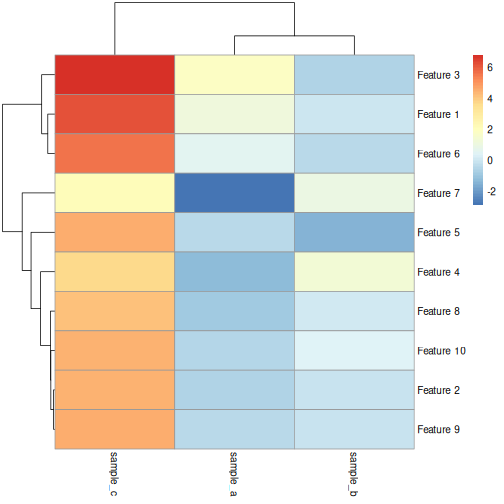 Feature 3
Feature 1
Feature 6
Feature 7
Feature 5
Feature 4
Feature 8
Feature 10
Feature 2
Feature 9
6
4
2
0
-2
sample_c
sample_a
sample_b